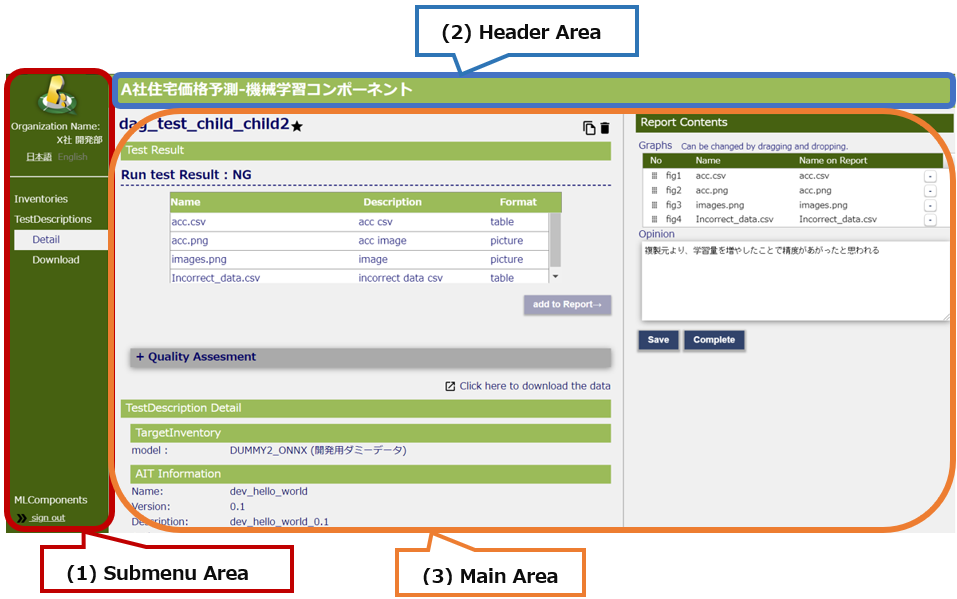 (2) Header Area
Organization Name:
X社 開発部
日本語 English
Inventories
TestDescriptions
Detail
Download
MLComponents
sign out
(1) Submenu Area
A社住宅価格予測-機械学習コンポーネント
dag_test_child_child2★
Test Result
Run test Result : NG
Name Description Format
acc.csv acc csv table
acc.png acc image picture
images.png image picture
Incorrect_data.csv incorrect data csv table
add to Report→
+ Quality Assesment
Click here to download the data
TestDescription Detail
TargetInventory
model : DUMMY2_ONNX (開発用ダミーデータ)
AIT Information
Name: dev_hello_world
Version: 0.1
Description: dev_hello_world_0.1
Report Contents
Graphs Can be changed by dragging and dropping.
No Name Name on Report
fig1 acc.csv acc.csv -
fig2 acc.png acc.png -
fig3 images.png images.png -
fig4 Incorrect_data.csv Incorrect_data.csv -
Opinion
複製元より、学習量を増やしたことで精度があがったと思われる
Save Complete
(3) Main Area